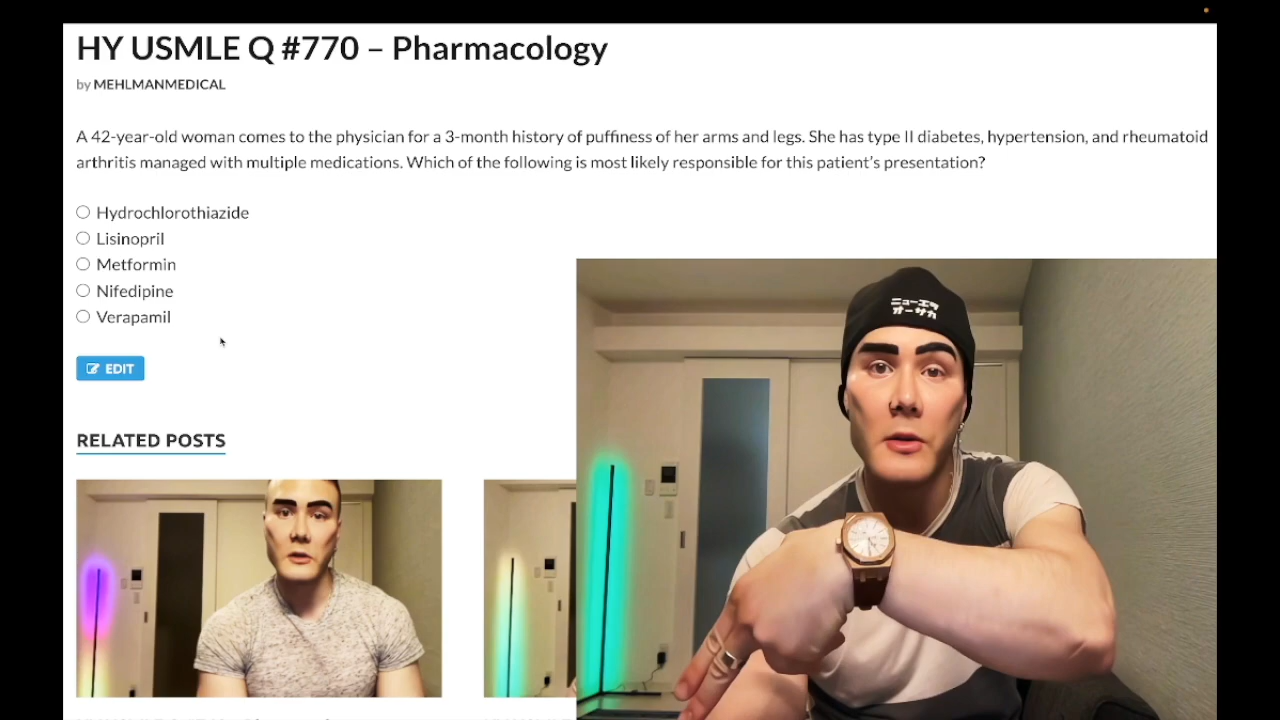 HY USMLE Q #770 – Pharmacology
by MEHLMANMEDICAL
A 42-year-old woman comes to the physician for a 3-month history of puffiness of her arms and legs. She has type II diabetes, hypertension, and rheumatoid
arthritis managed with multiple medications. Which of the following is most likely responsible for this patient’s presentation?
Hydrochlorothiazide
Lisinopril
Metformin
Nifedipine
Verapamil
EDIT
RELATED POSTS
ニューエラ
オーサカ